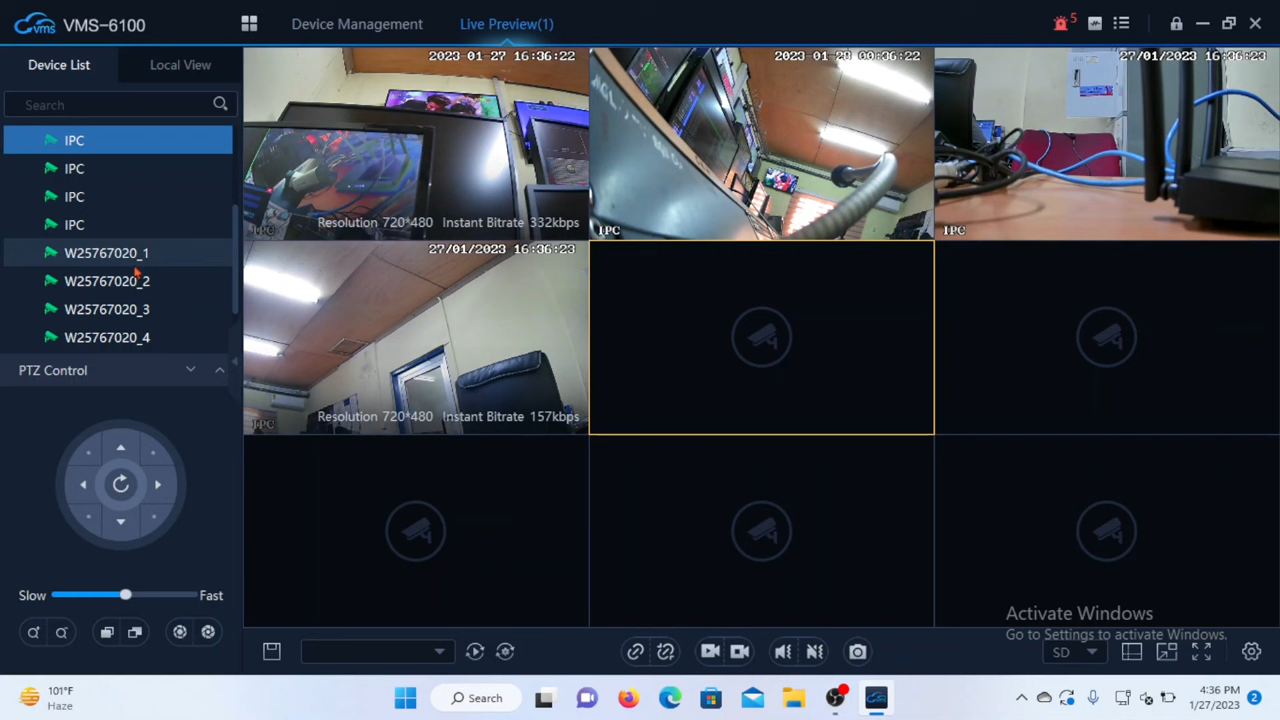 VMS VMS-6100
Device Management
Live Preview(1)
5
Device List
Local View
Search
IPC
IPC
IPC
IPC
W25767020_1
W25767020_2
W25767020_3
W25767020_4
PTZ Control
Slow
Fast
2023-01-27 16:36:22
Resolution 720*480 Instant Bitrate 332kbps
IPC
2023-01-28 00:36:22
IPC
27/01/2023 16:36:23
IPC
27/01/2023 16:36:23
Resolution 720*480 Instant Bitrate 157kbps
IPC
Activate Windows
Go to Settings to activate Windows.
SD
101°F
Haze
Search
4:36 PM
1/27/2023
2